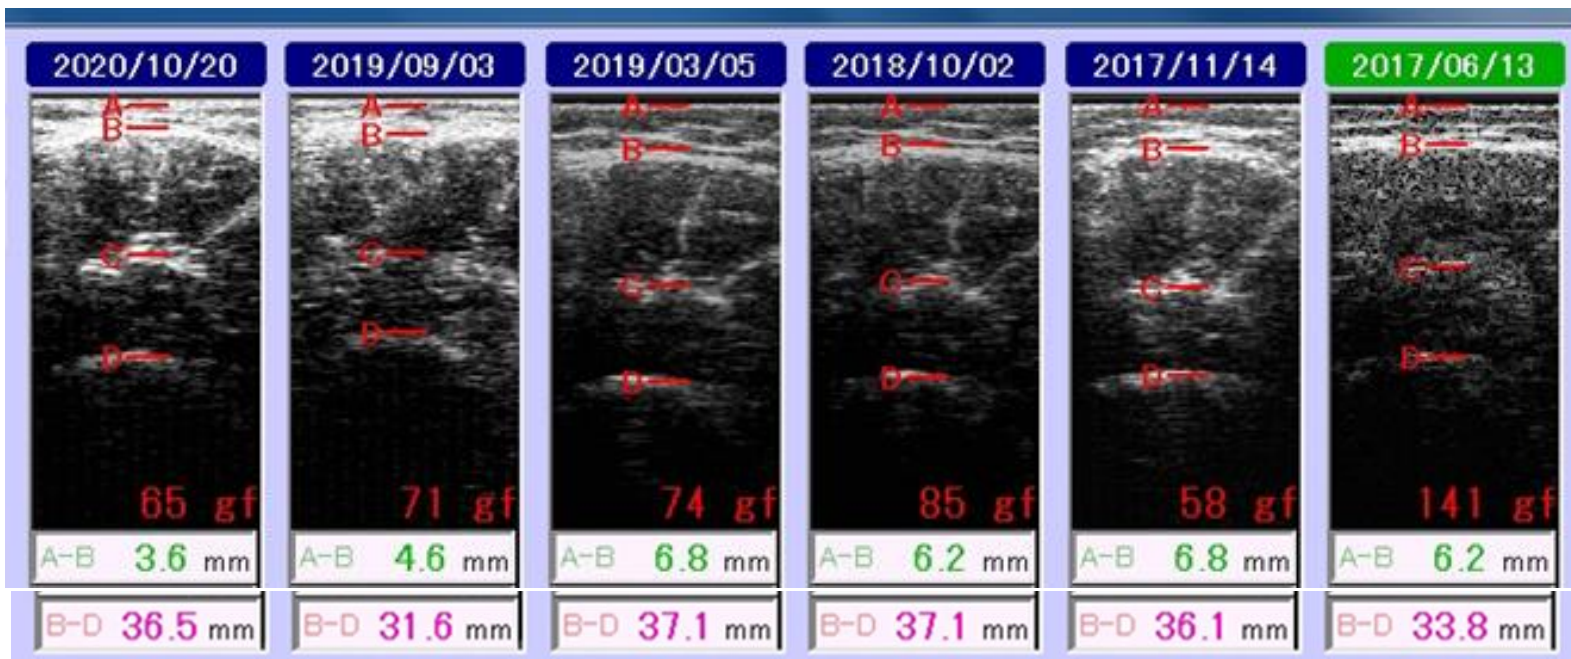 2020/10/20 2019/09/03 2019/03/05 2018/10/02 2017/11/14 2017/06/13
A A A A A A
B B B B B B
C C C C C C
D D D D D D
65 gf 71 gf 74 gf 85 gf 58 gf 141 gf
A-B 3.6 mm A-B 4.6 mm A-B 6.8 mm A-B 6.2 mm A-B 6.8 mm A-B 6.2 mm
B-D 36.5 mm B-D 31.6 mm B-D 37.1 mm B-D 37.1 mm B-D 36.1 mm B-D 33.8 mm